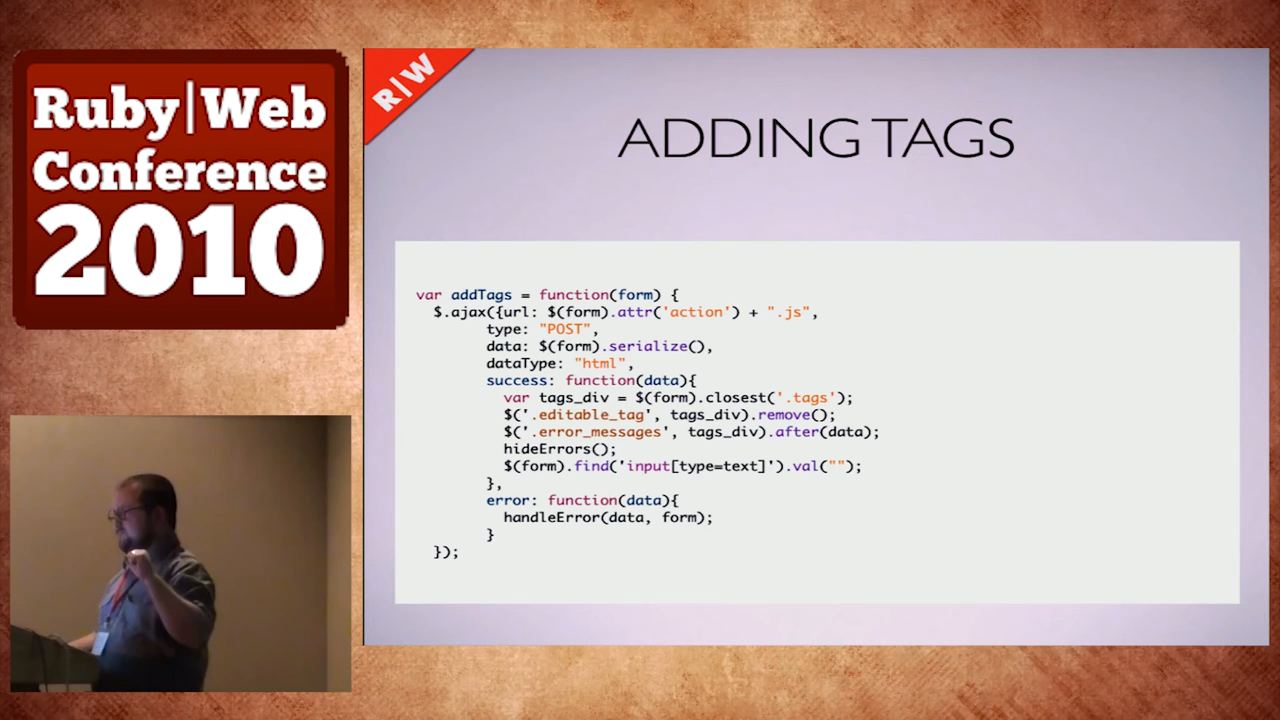 Ruby|Web
Conference
2010
R|W
ADDING TAGS
var addTags = function(form) {
$.ajax({url: $(form).attr('action') + ".js",
type: "POST",
data: $(form).serialize(),
dataType: "html",
success: function(data){
var tags_div = $(form).closest('.tags');
$('.editable_tag', tags_div).remove();
$('.error_messages', tags_div).after(data);
hideErrors();
$(form).find('input[type=text]').val("");
},
error: function(data){
handleError(data, form);
}
});